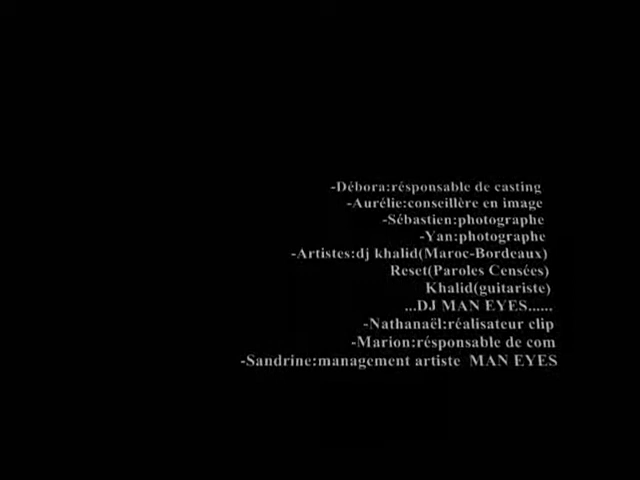 -Débora:résponsable de casting
-Aurélie:conseillère en image
-Sébastien:photographe
-Yan:photographe
-Artistes:dj khalid(Maroc-Bordeaux)
Reset(Paroles Censées)
Khalid(guitariste)
...DJ MAN EYES......
-Nathanaël:réalisateur clip
-Marion:résponsable de com
-Sandrine:management artiste MAN EYES